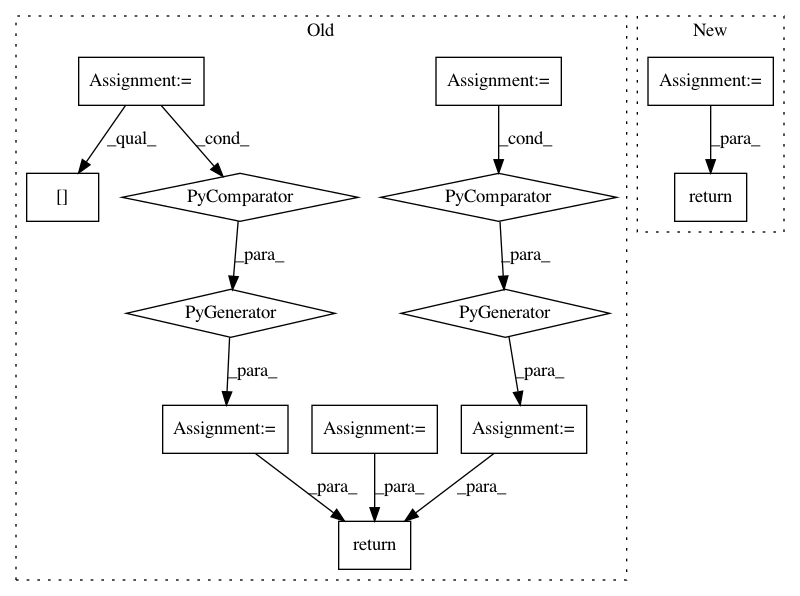 Old
New
Assignment:=
Assignment:=
Assignment:=
_qual_
_cond_
_cond_
_para_
[]
PyComparator
PyComparator
return
_para_
_para_
PyGenerator
PyGenerator
_para_
_para_
Assignment:=
Assignment:=
Assignment:=
_para_
_para_
_para_
return